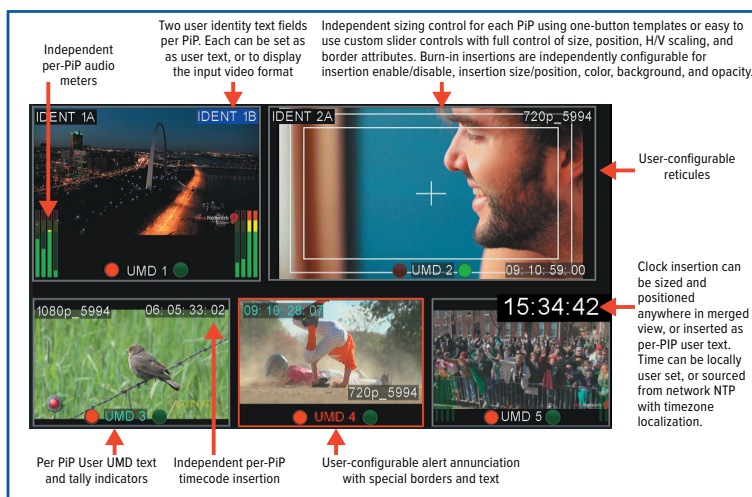 Independent
per-PiP audio
meters
Two user identity text fields
per PiP. Each can be set as
as user text, or to display
the input video format
Independent sizing control for each PiP using one-button templates or easy to
use custom slider controls with full control of size, position, H/V scaling, and
border attributes. Burn-in insertions are independently configurable for
insertion enable/disable, insertion size/position, color, background, and opacity.
IDENT 1A
IDENT 1B
Network
UMD 1
IDENT 2A
720p_5994
UMD 2
09: 10: 59: 00
User-configurable
reticules
1080p_5994
06: 05: 33: 02
UMD 3
09: 10: 28: 07
720p_5994
UMD 4
15:34:42
UMD 5
Clock insertion can
be sized and
positioned
anywhere in merged
view, or inserted as
per-PIP user text.
Time can be locally
user set, or sourced
from network NTP
with timezone
localization.
Per PiP User UMD text
and tally indicators
Independent per-PiP
timecode insertion
User-configurable alert annunciation
with special borders and text